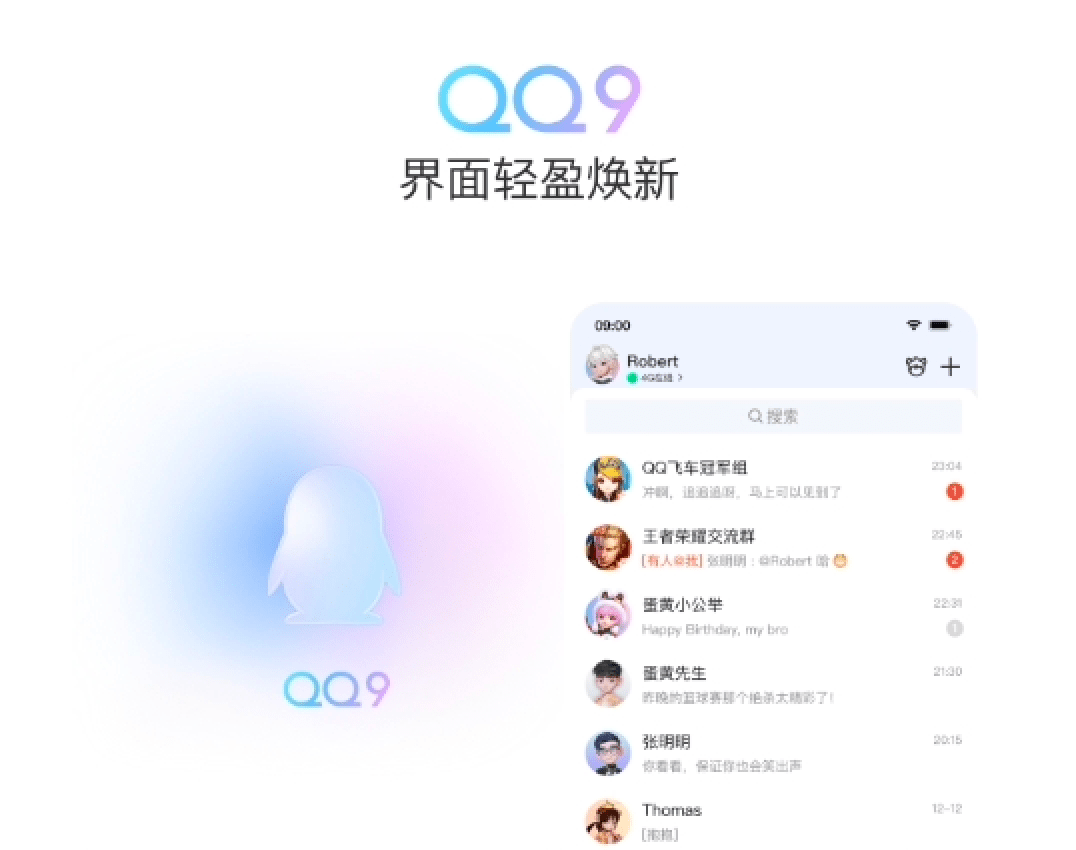 QQ9
界面轻盈焕新
QQ9
09:00
Robert
4G在线 >
搜索
QQ飞车冠军组 23:04
冲啊，追追追呀，马上可以见到了 1
王者荣耀交流群 22:45
[有人@我] 张明明：@Robert 哈 2
蛋黄小公举 22:31
Happy Birthday, my bro 1
蛋黄先生 21:30
昨晚的篮球赛那个绝杀太精彩了！
张明明 20:15
你看看，保证你也会笑出声
Thomas 12-12
[抱抱]